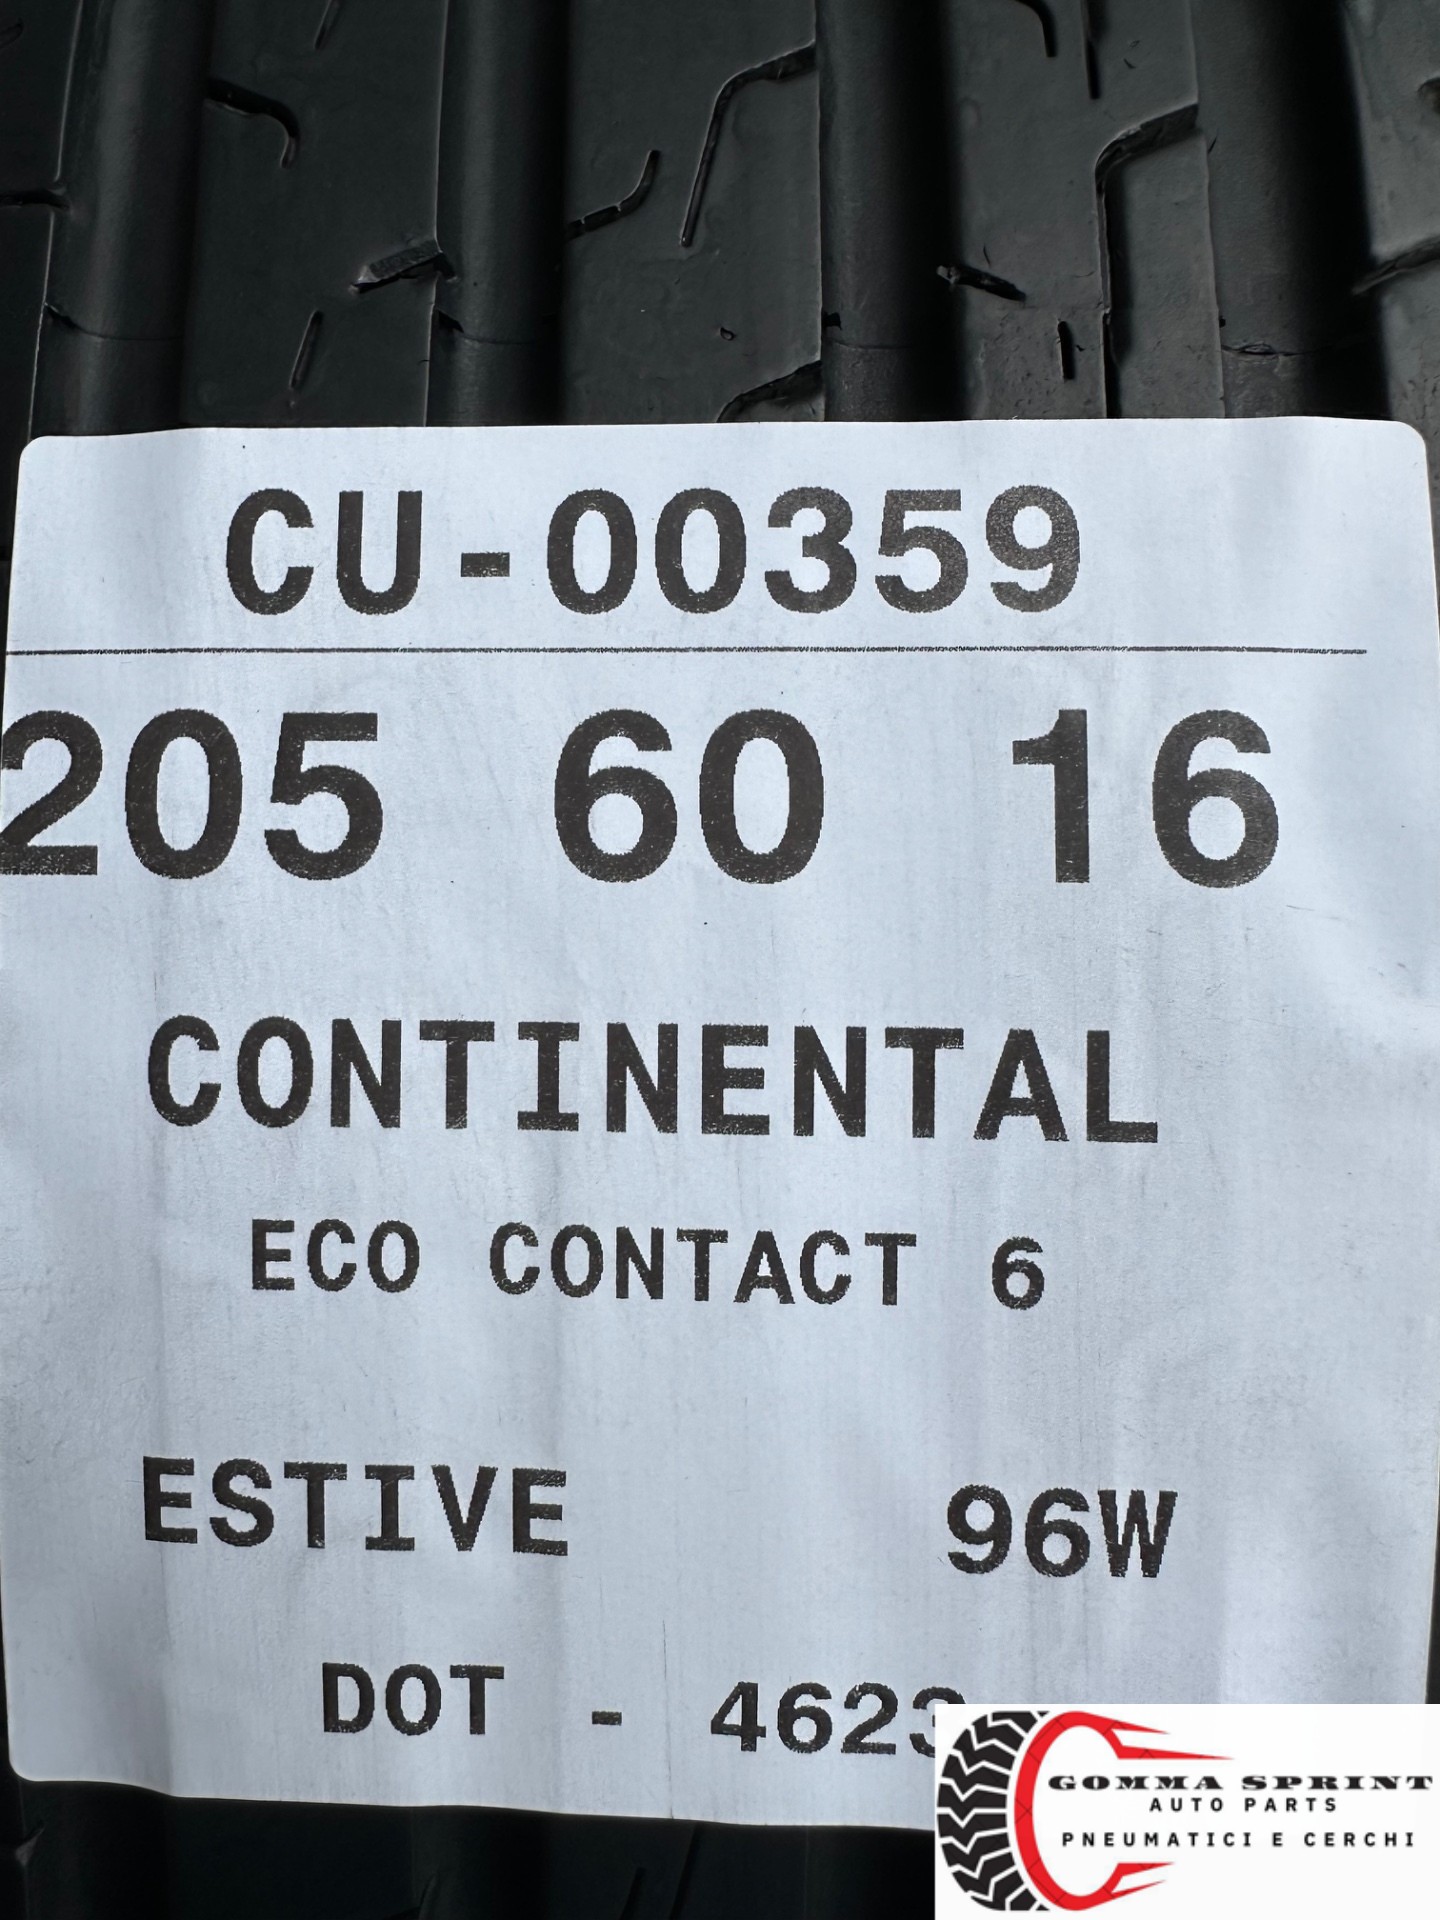 CU-00359
205 60 16
CONTINENTAL
ECO CONTACT 6
ESTIVE 96W
DOT - 4623
GOMMA SPRINT
AUTO PARTS
PNEUMATICI E CERCHI